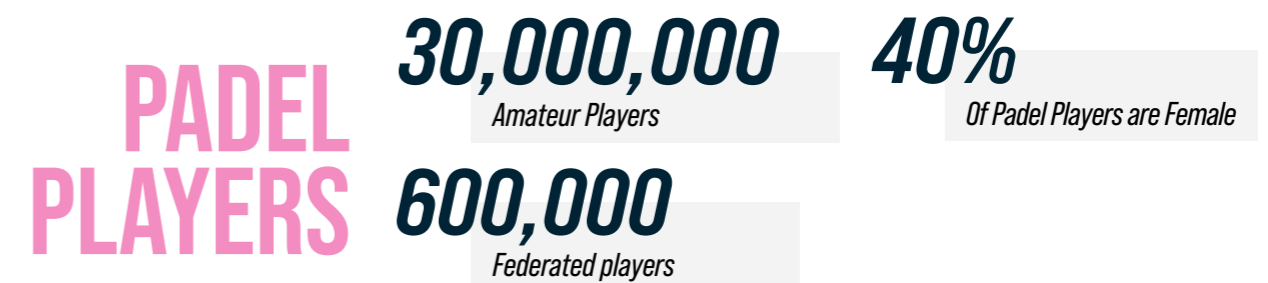 PADEL
PLAYERS
30,000,000
Amateur Players
40%
Of Padel Players are Female
600,000
Federated players